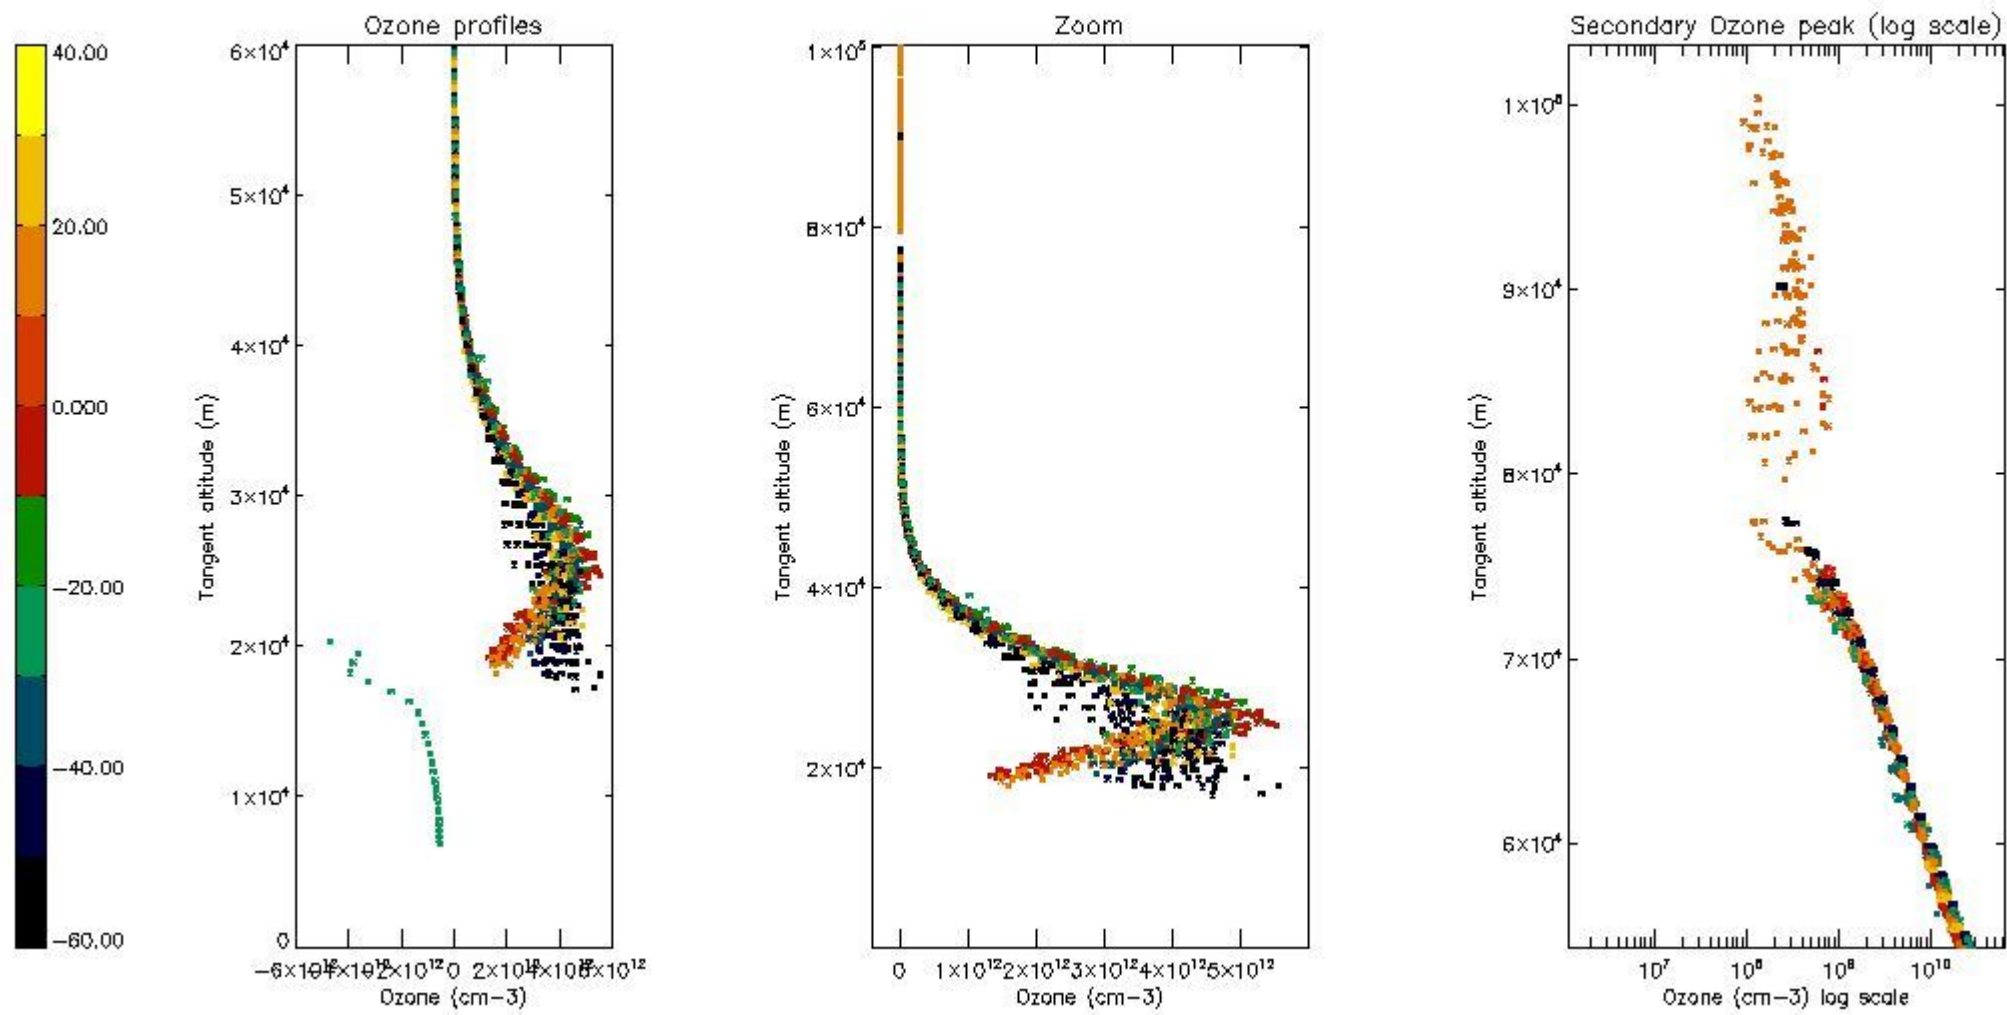 Ozone profiles
Zoom
Secondary Ozone peak (log scale)
40.00
20.00
0.000
−20.00
−40.00
−60.00
6×10⁴
5×10⁴
4×10⁴
3×10⁴
2×10⁴
1×10⁴
0
Tangent altitude (m)
0
Ozone (cm−3)
1×10⁵
8×10⁴
6×10⁴
4×10⁴
2×10⁴
Tangent altitude (m)
0 1×10¹² 2×10¹² 3×10¹² 4×10¹² 5×10¹²
Ozone (cm−3)
9×10⁴
8×10⁴
7×10⁴
6×10⁴
Tangent altitude (m)
10⁷ 10⁸ 10⁹ 10¹⁰
Ozone (cm−3) log scale